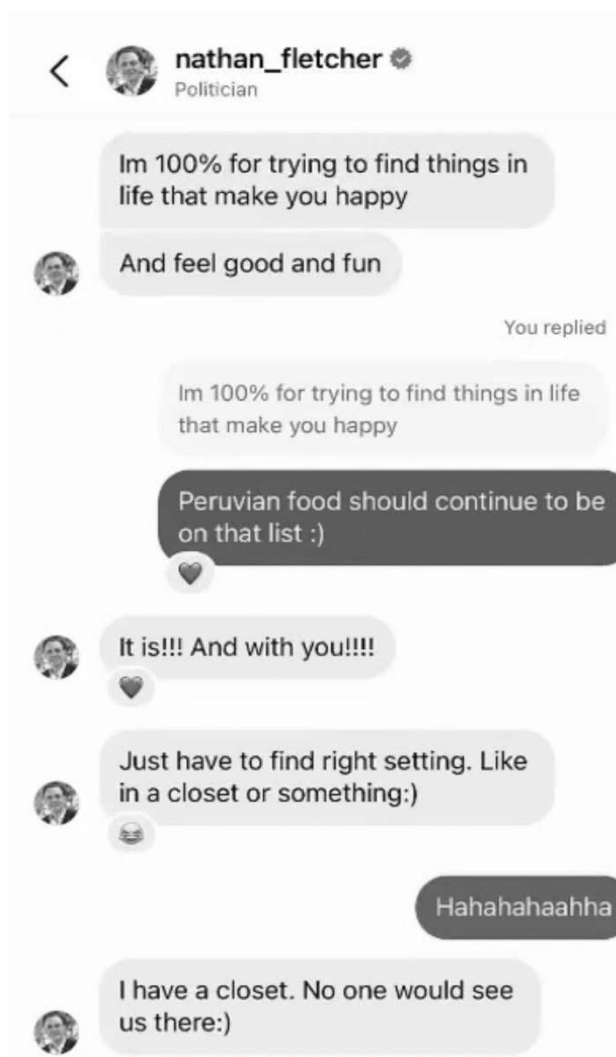 nathan_fletcher
Politician
Im 100% for trying to find things in
life that make you happy
And feel good and fun
You replied
Im 100% for trying to find things in life
that make you happy
Peruvian food should continue to be
on that list :)
It is!!! And with you!!!!
Just have to find right setting. Like
in a closet or something:)
Hahahahaahha
I have a closet. No one would see
us there:)